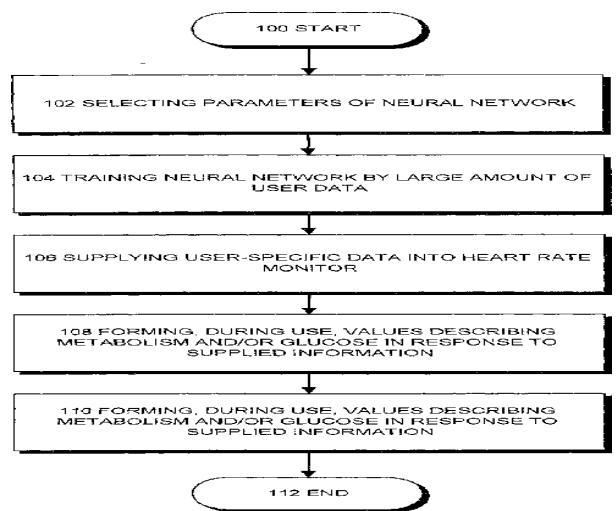 100 START
102 SELECTING PARAMETERS OF NEURAL NETWORK
104 TRAINING NEURAL NETWORK BY LARGE AMOUNT OF
USER DATA
106 SUPPLYING USER-SPECIFIC DATA INTO HEART RATE
MONITOR
108 FORMING, DURING USE, VALUES DESCRIBING
METABOLISM AND/OR GLUCOSE IN RESPONSE TO
SUPPLIED INFORMATION
110 FORMING, DURING USE, VALUES DESCRIBING
METABOLISM AND/OR GLUCOSE IN RESPONSE TO
SUPPLIED INFORMATION
112 END